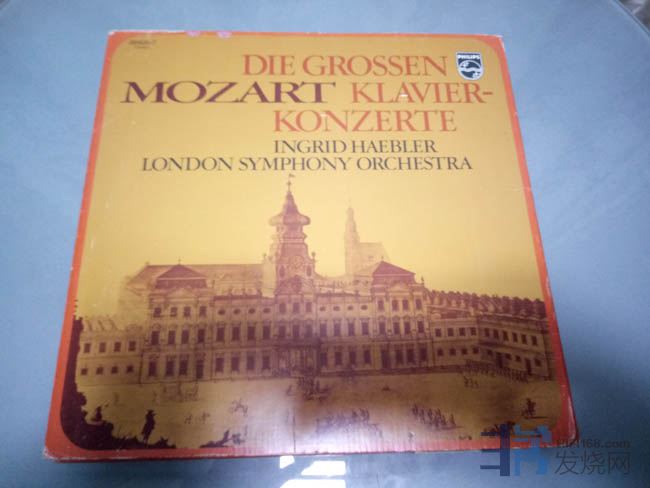 DIE GROSSEN
PHILIPS
MOZART KLAVIER-
KONZERTE
INGRID HAEBLER
LONDON SYMPHONY ORCHESTRA
发烧网